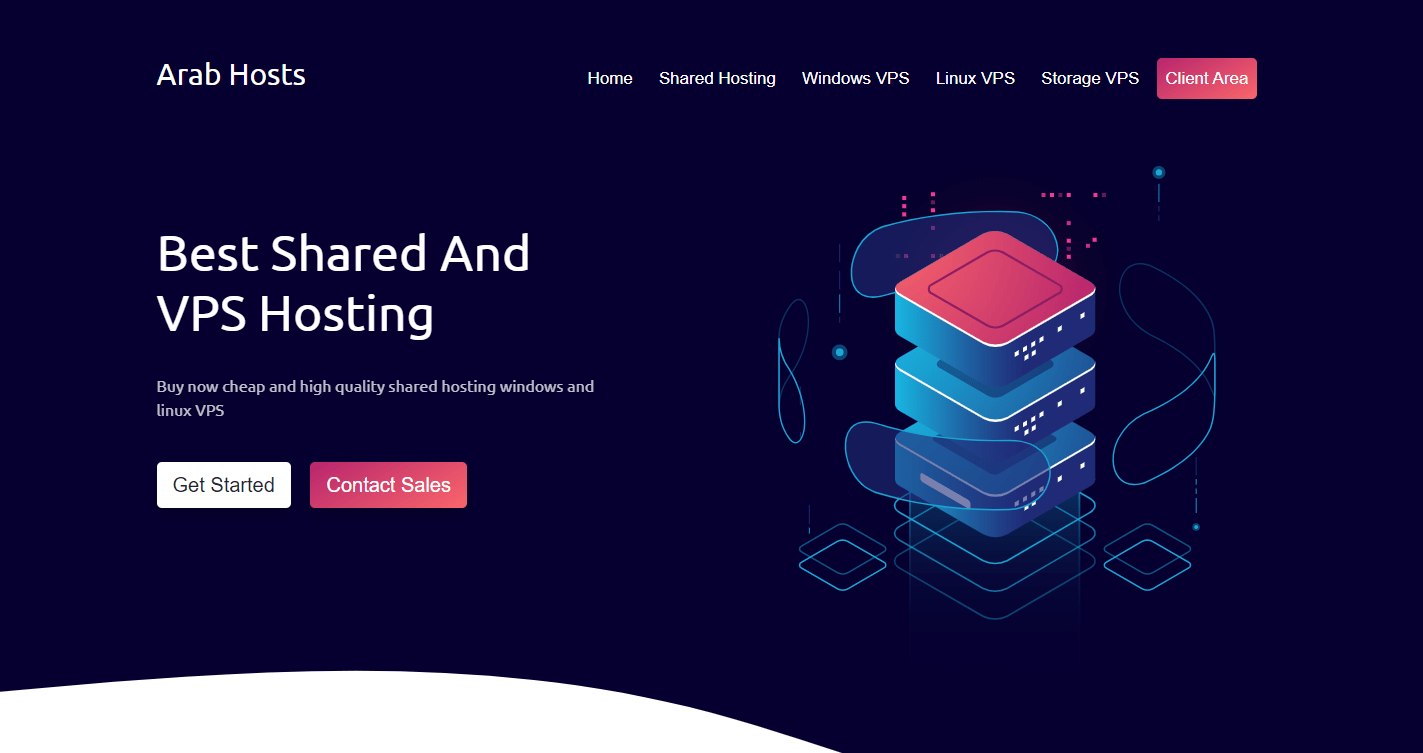 Arab Hosts
Home Shared Hosting Windows VPS Linux VPS Storage VPS Client Area
Best Shared And
VPS Hosting
Buy now cheap and high quality shared hosting windows and
linux VPS
Get Started Contact Sales